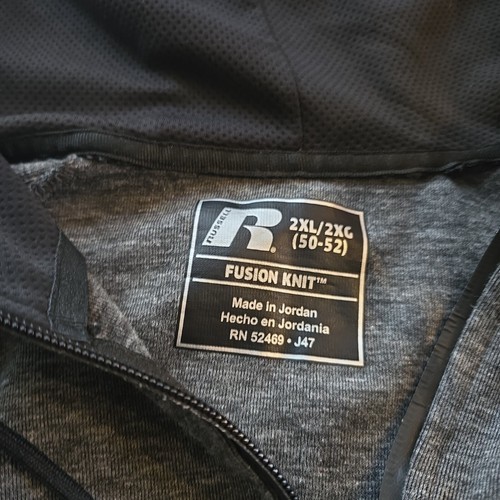 RUSSELL
R®
2XL/2XG
(50-52)
FUSION KNIT™
Made in Jordan
Hecho en Jordania
RN 52469 • J47